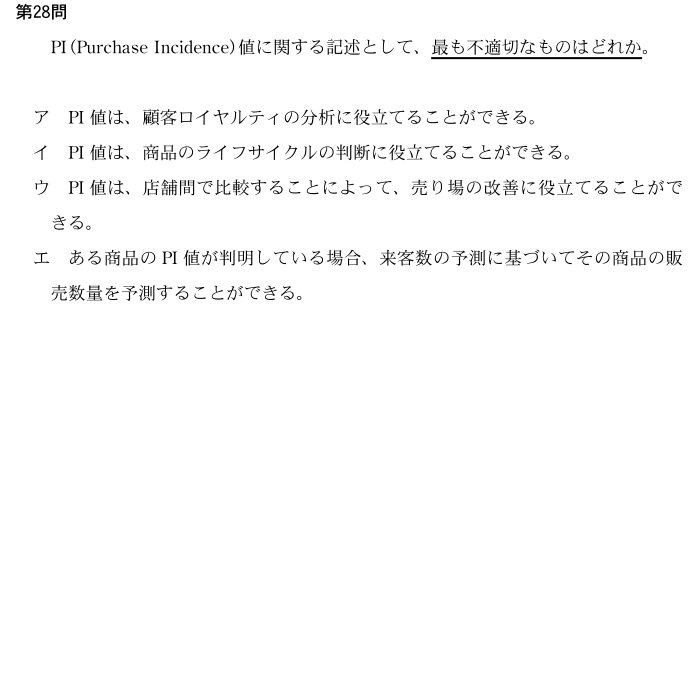 第28問
PI(Purchase Incidence)値に関する記述として、最も不適切なものはどれか。
ア　PI 値は、顧客ロイヤルティの分析に役立てることができる。
イ　PI 値は、商品のライフサイクルの判断に役立てることができる。
ウ　PI 値は、店舗間で比較することによって、売り場の改善に役立てることがで
きる。
エ　ある商品の PI 値が判明している場合、来客数の予測に基づいてその商品の販
売数量を予測することができる。